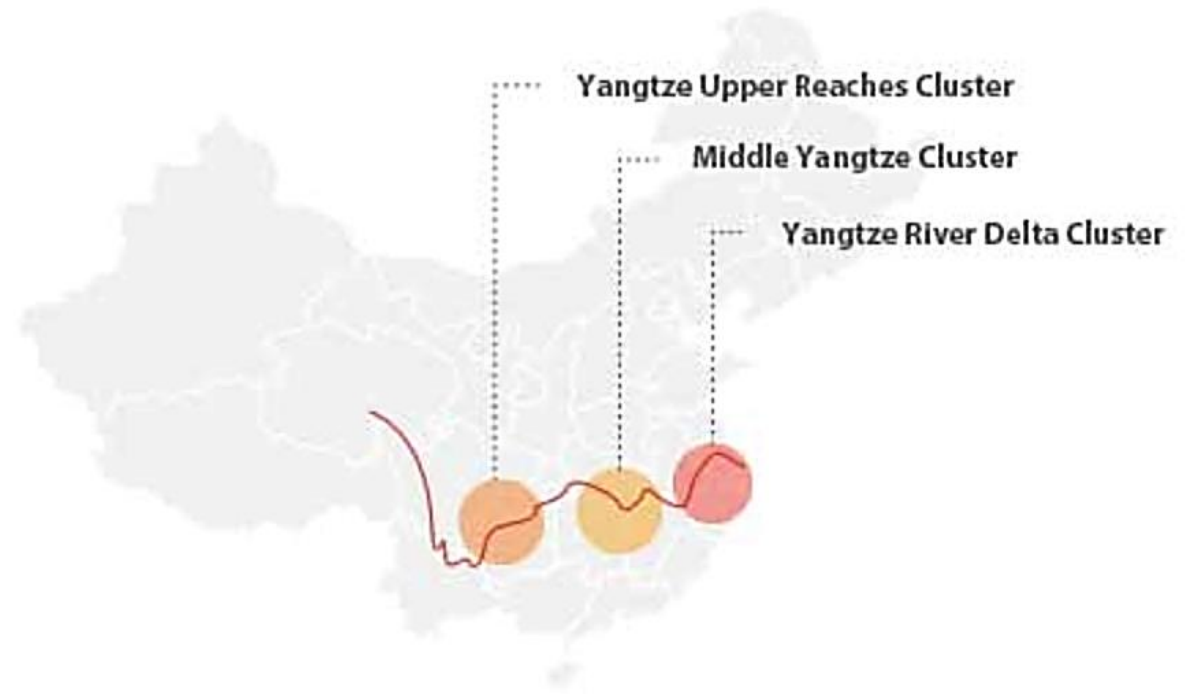 Yangtze Upper Reaches Cluster
Middle Yangtze Cluster
Yangtze River Delta Cluster